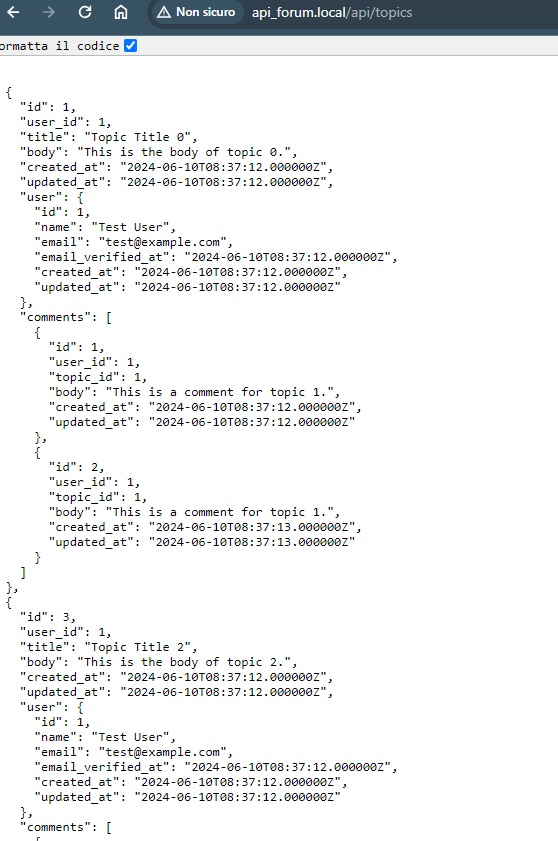 Non sicuro api_forum.local/api/topics
ormatta il codice
{
"id": 1,
"user_id": 1,
"title": "Topic Title 0",
"body": "This is the body of topic 0.",
"created_at": "2024-06-10T08:37:12.000000Z",
"updated_at": "2024-06-10T08:37:12.000000Z",
"user": {
"id": 1,
"name": "Test User",
"email": "test@example.com",
"email_verified_at": "2024-06-10T08:37:12.000000Z",
"created_at": "2024-06-10T08:37:12.000000Z",
"updated_at": "2024-06-10T08:37:12.000000Z"
},
"comments": [
{
"id": 1,
"user_id": 1,
"topic_id": 1,
"body": "This is a comment for topic 1.",
"created_at": "2024-06-10T08:37:12.000000Z",
"updated_at": "2024-06-10T08:37:12.000000Z"
},
{
"id": 2,
"user_id": 1,
"topic_id": 1,
"body": "This is a comment for topic 1.",
"created_at": "2024-06-10T08:37:13.000000Z",
"updated_at": "2024-06-10T08:37:13.000000Z"
}
]
},
{
"id": 3,
"user_id": 1,
"title": "Topic Title 2",
"body": "This is the body of topic 2.",
"created_at": "2024-06-10T08:37:12.000000Z",
"updated_at": "2024-06-10T08:37:12.000000Z",
"user": {
"id": 1,
"name": "Test User",
"email": "test@example.com",
"email_verified_at": "2024-06-10T08:37:12.000000Z",
"created_at": "2024-06-10T08:37:12.000000Z",
"updated_at": "2024-06-10T08:37:12.000000Z"
},
"comments": [
{